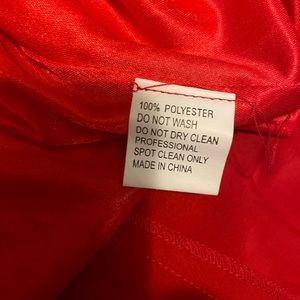 100% POLYESTER
DO NOT WASH
DO NOT DRY CLEAN
PROFESSIONAL
SPOT CLEAN ONLY
MADE IN CHINA